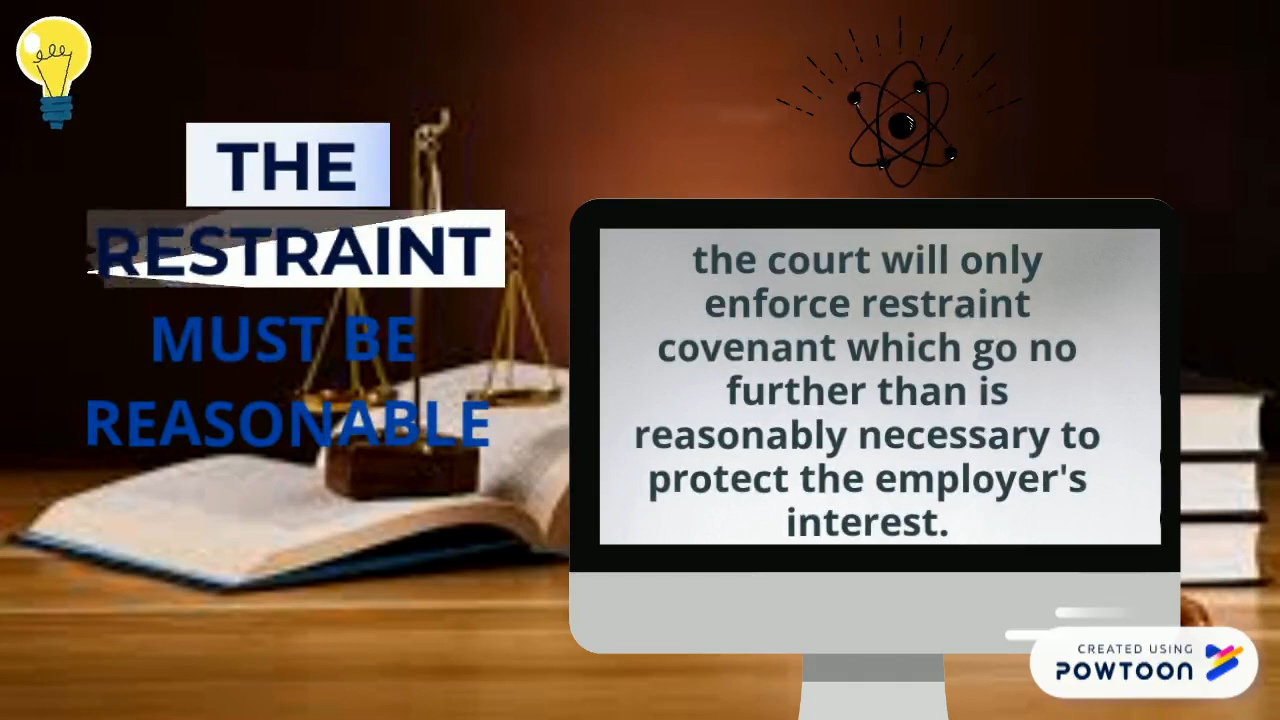 THE
RESTRAINT
MUST BE
REASONABLE
the court will only
enforce restraint
covenant which go no
further than is
reasonably necessary to
protect the employer's
interest.
CREATED USING
POWTOON